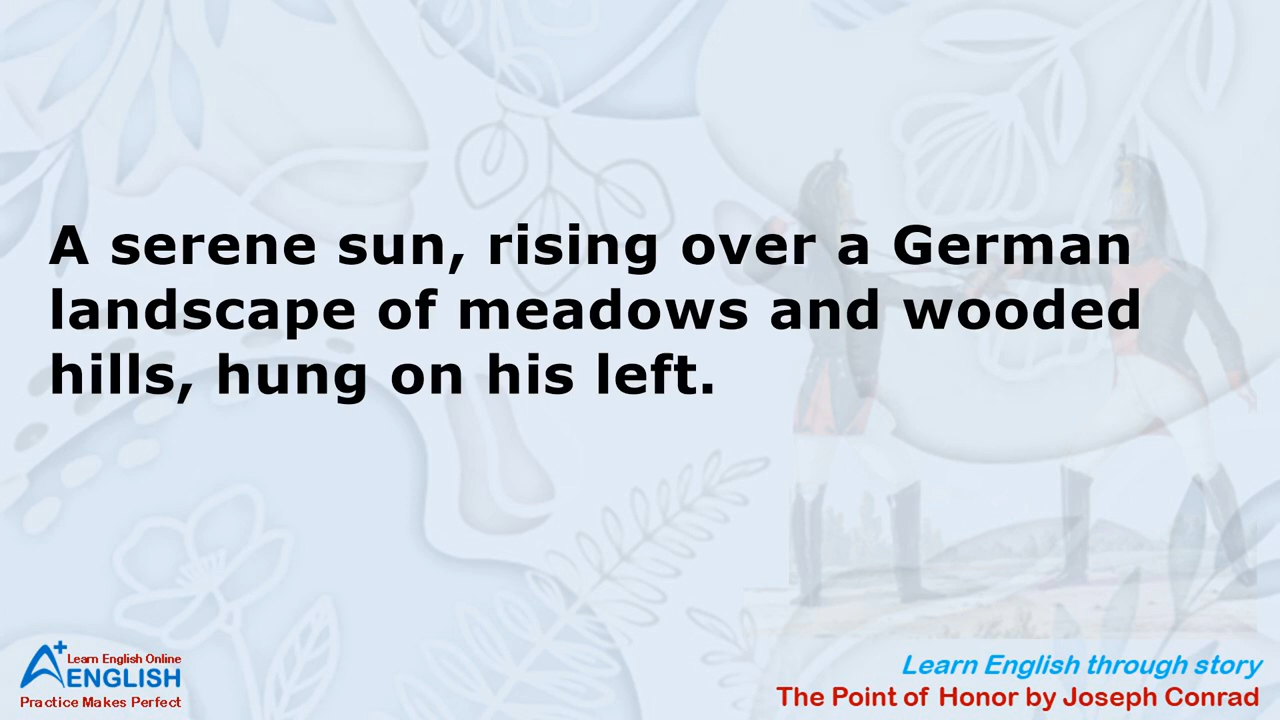 A serene sun, rising over a German
landscape of meadows and wooded
hills, hung on his left.
A+ Learn English Online
ENGLISH
Practice Makes Perfect
Learn English through story
The Point of Honor by Joseph Conrad